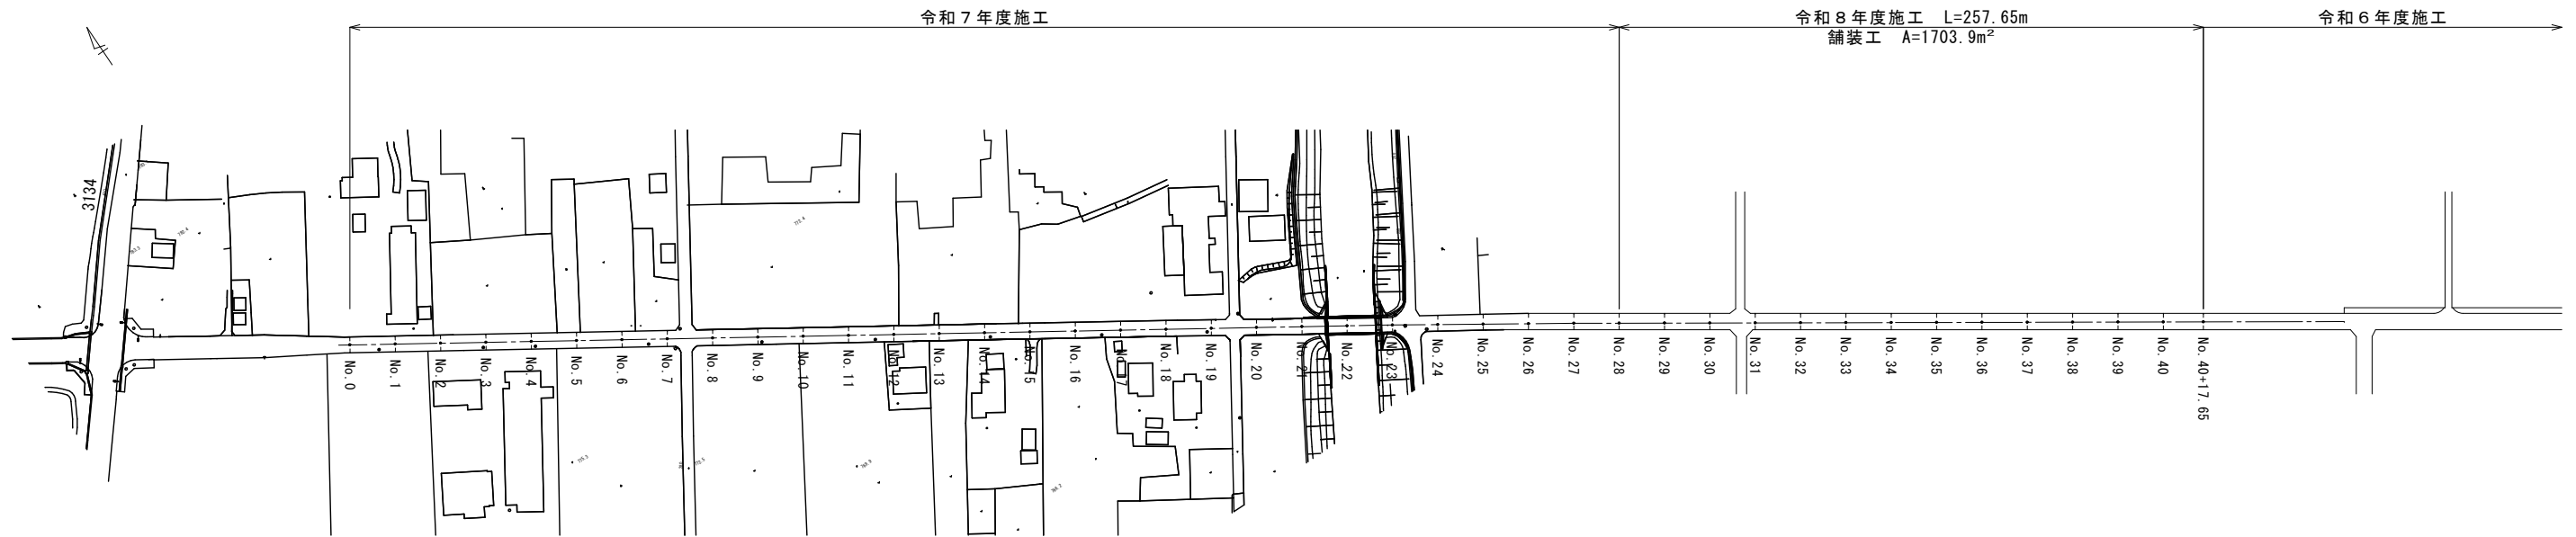 令和７年度施工
令和８年度施工　L=257.65m
舗装工　A=1703.9m²
令和６年度施工
3134
No.0
No.1
No.2
No.3
No.4
No.5
No.6
No.7
No.8
No.9
No.10
No.11
No.12
No.13
No.14
No.15
No.16
No.17
No.18
No.19
No.20
No.21
No.22
No.23
No.24
No.25
No.26
No.27
No.28
No.29
No.30
No.31
No.32
No.33
No.34
No.35
No.36
No.37
No.38
No.39
No.40
No.40+17.65